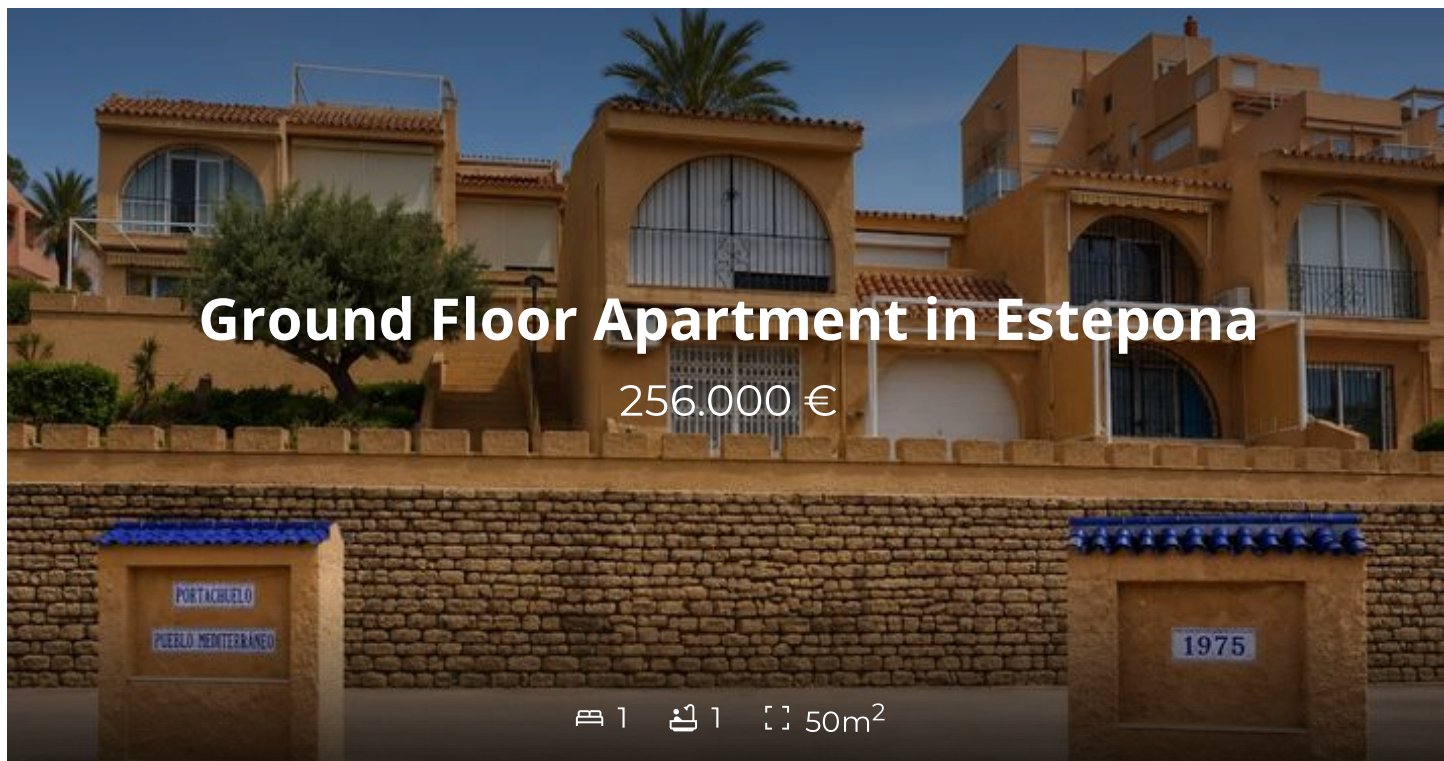 Ground Floor Apartment in Estepona
256.000 €
PORTACHUELO
PUEBLO MEDITERRANEO
1975
1 1 50m²